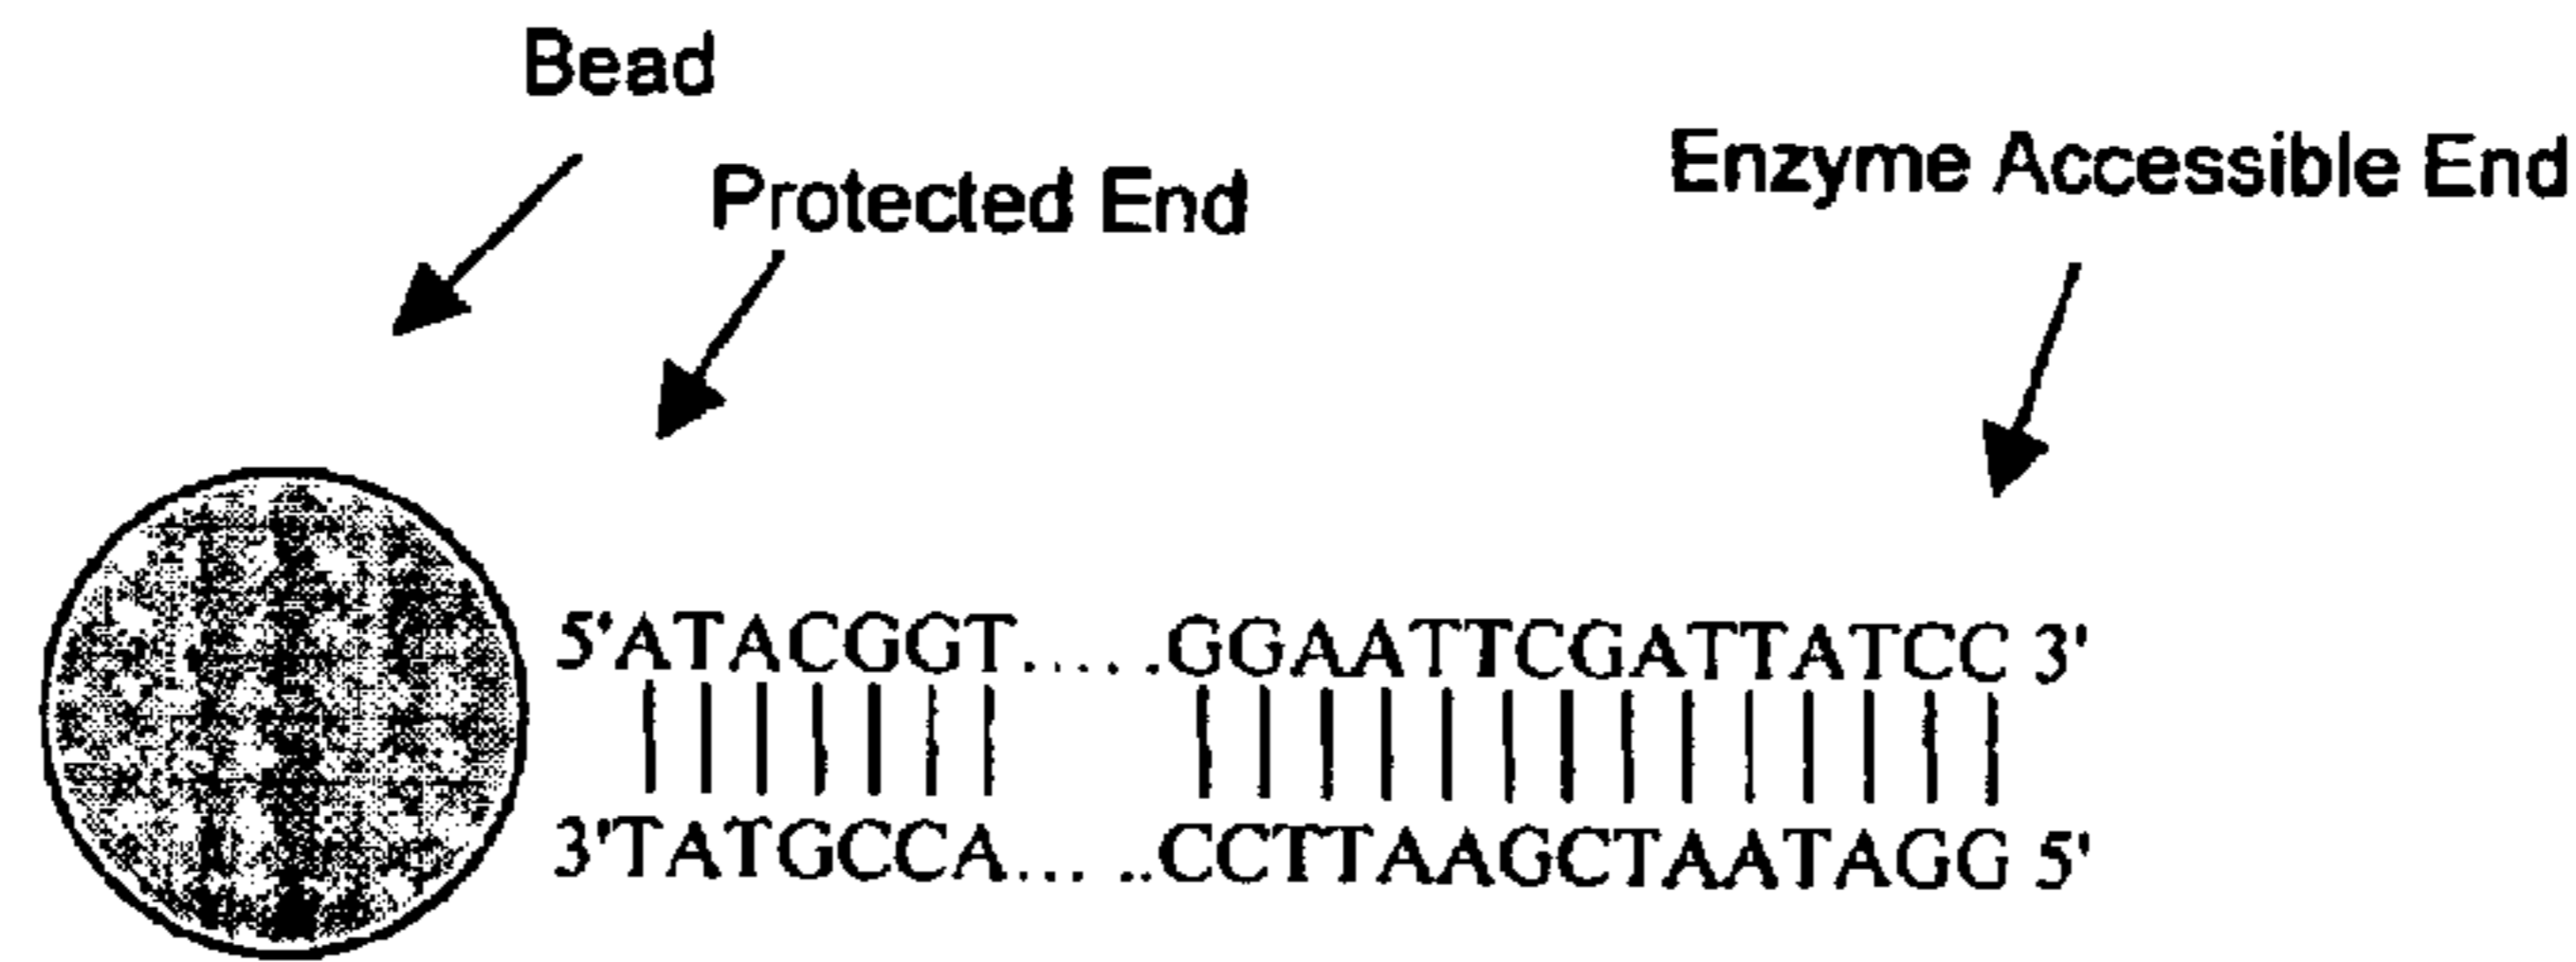 Bead
Protected End
Enzyme Accessible End
5'ATACGGT.... .GGAATTCGATTATCC 3'
3'TATGCCA... ..CCTTAAGCTAATAGG 5'